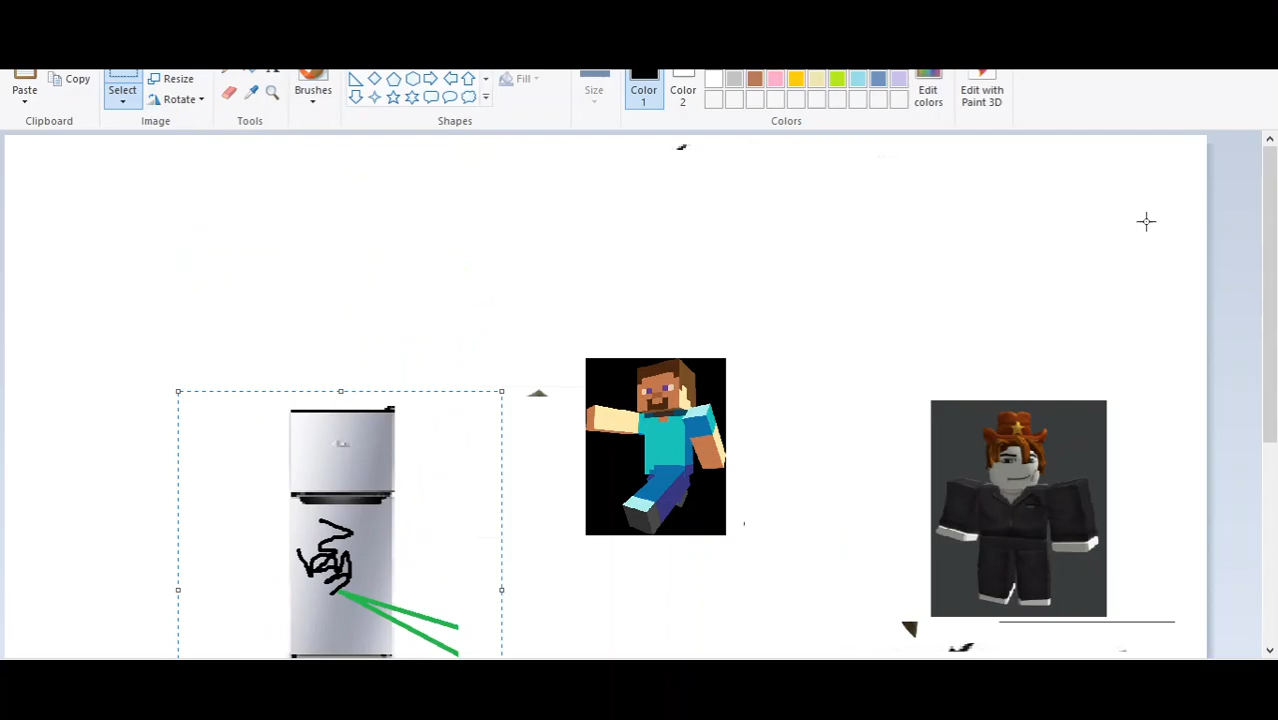 Paste
Copy
Clipboard
Select
Resize
Rotate
Image
Tools
Brushes
Shapes
Fill
Size
Color 1
Color 2
Colors
Edit colors
Edit with Paint 3D